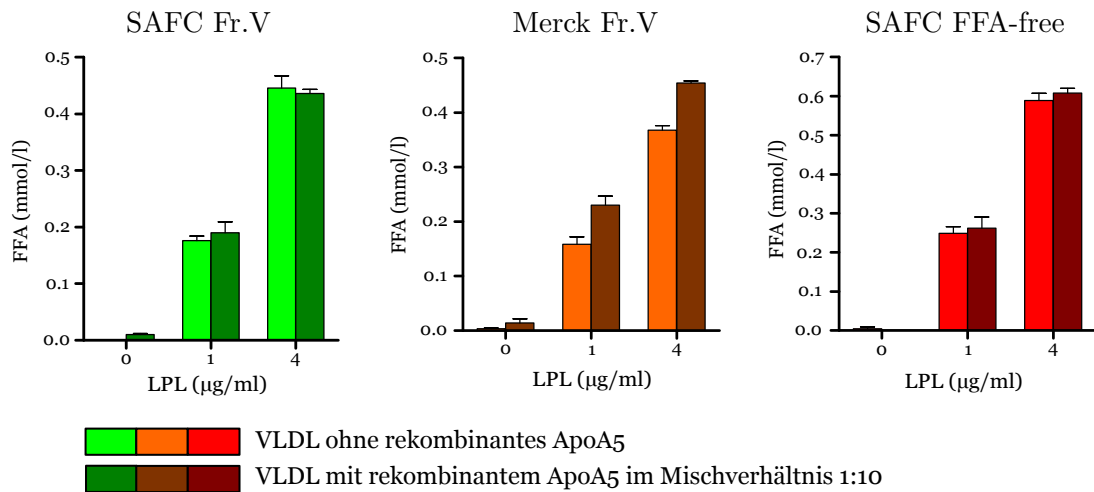 SAFC Fr.V
0.5
0.4
0.3
0.2
0.1
0.0
FFA (mmol/l)
0 1 4
LPL (µg/ml)
Merck Fr.V
0.5
0.4
0.3
0.2
0.1
0.0
FFA (mmol/l)
0 1 4
LPL (µg/ml)
SAFC FFA-free
0.7
0.6
0.5
0.4
0.3
0.2
0.1
0.0
FFA (mmol/l)
0 1 4
LPL (µg/ml)
VLDL ohne rekombinantes ApoA5
VLDL mit rekombinantem ApoA5 im Mischverhältnis 1:10